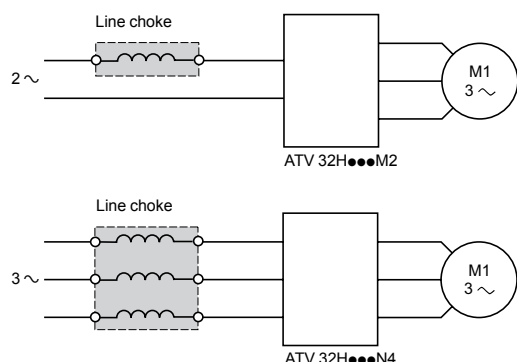 Line choke
2 ~
M1
3 ~
ATV 32H●●●M2
Line choke
3 ~
M1
3 ~
ATV 32H●●●N4